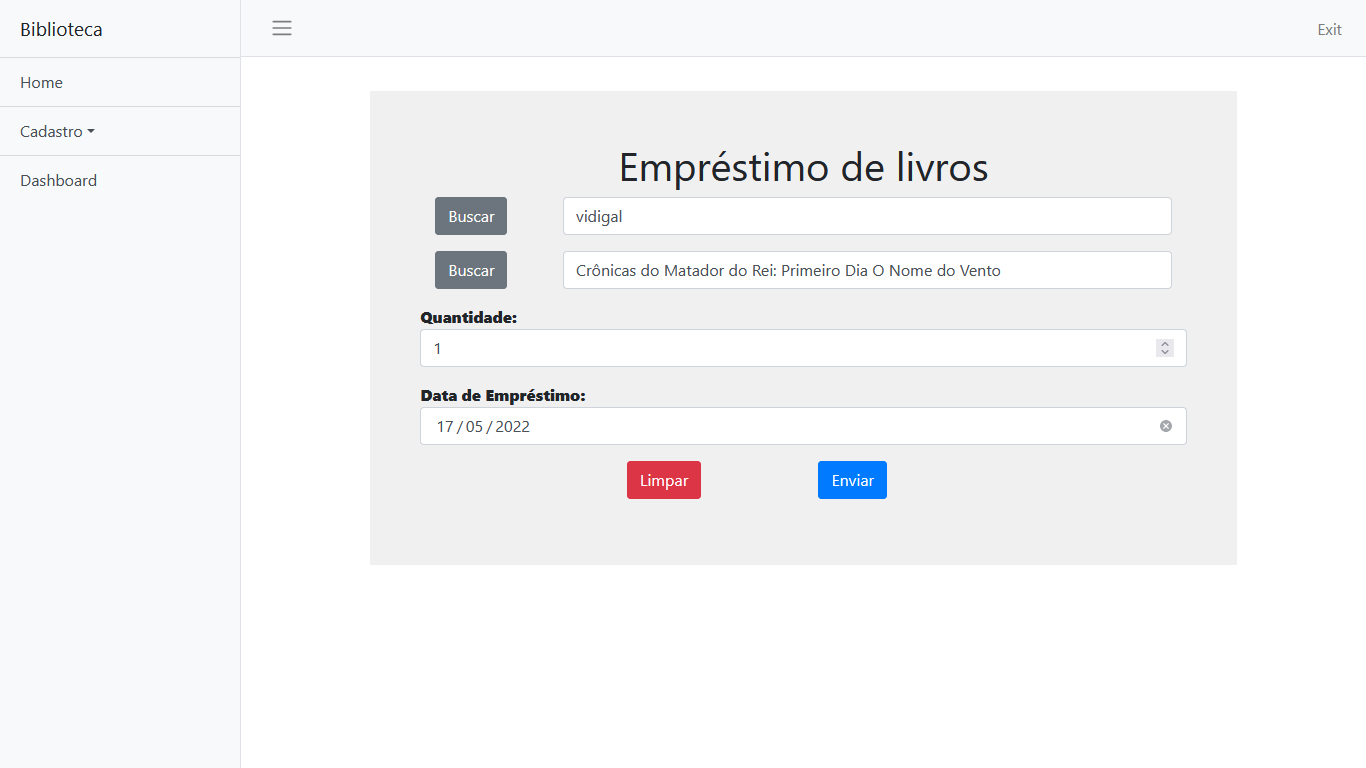 Biblioteca
Exit
Home
Cadastro
Dashboard
Empréstimo de livros
Buscar vidigal
Buscar Crônicas do Matador do Rei: Primeiro Dia O Nome do Vento
Quantidade:
1
Data de Empréstimo:
17 / 05 / 2022
Limpar Enviar